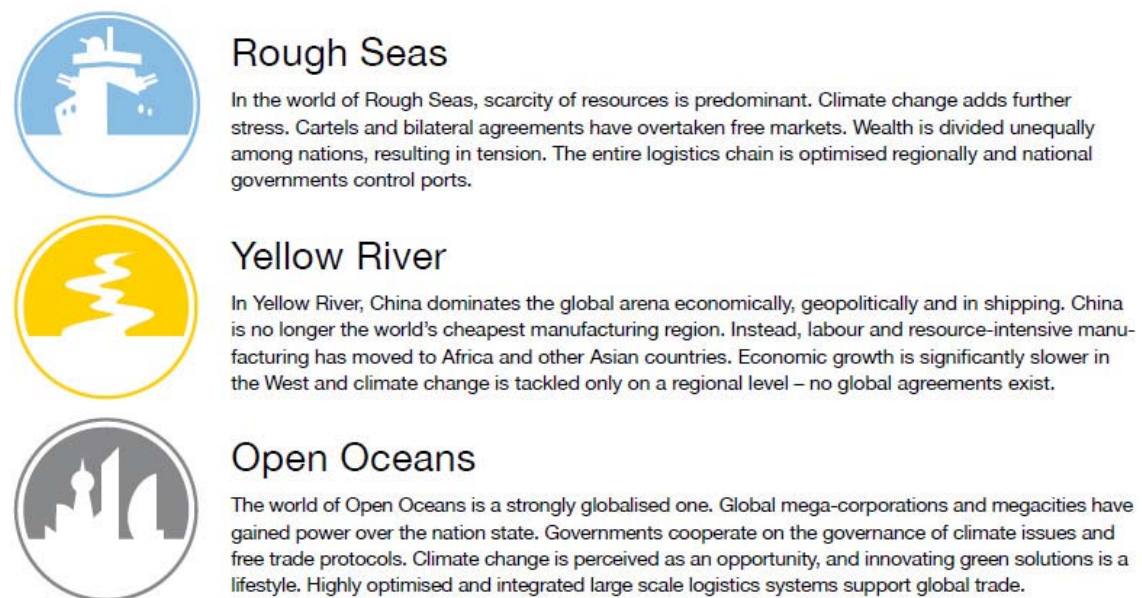 Rough Seas
In the world of Rough Seas, scarcity of resources is predominant. Climate change adds further
stress. Cartels and bilateral agreements have overtaken free markets. Wealth is divided unequally
among nations, resulting in tension. The entire logistics chain is optimised regionally and national
governments control ports.
Yellow River
In Yellow River, China dominates the global arena economically, geopolitically and in shipping. China
is no longer the world's cheapest manufacturing region. Instead, labour and resource-intensive manu-
facturing has moved to Africa and other Asian countries. Economic growth is significantly slower in
the West and climate change is tackled only on a regional level – no global agreements exist.
Open Oceans
The world of Open Oceans is a strongly globalised one. Global mega-corporations and megacities have
gained power over the nation state. Governments cooperate on the governance of climate issues and
free trade protocols. Climate change is perceived as an opportunity, and innovating green solutions is a
lifestyle. Highly optimised and integrated large scale logistics systems support global trade.